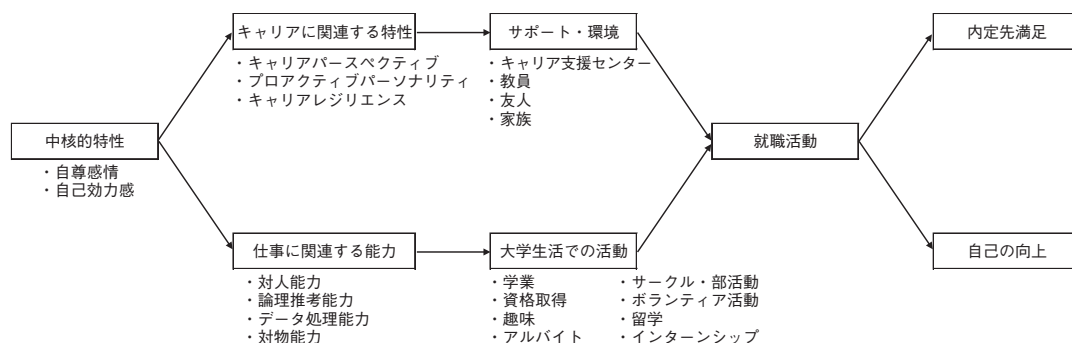 キャリアに関連する特性
・キャリアパースペクティブ
・プロアクティブパーソナリティ
・キャリアレジリエンス
サポート・環境
・キャリア支援センター
・教員
・友人
・家族
内定先満足
中核的特性
・自尊感情
・自己効力感
就職活動
仕事に関連する能力
・対人能力
・論理推考能力
・データ処理能力
・対物能力
大学生活での活動
・学業
・資格取得
・趣味
・アルバイト
・サークル・部活動
・ボランティア活動
・留学
・インターンシップ
自己の向上